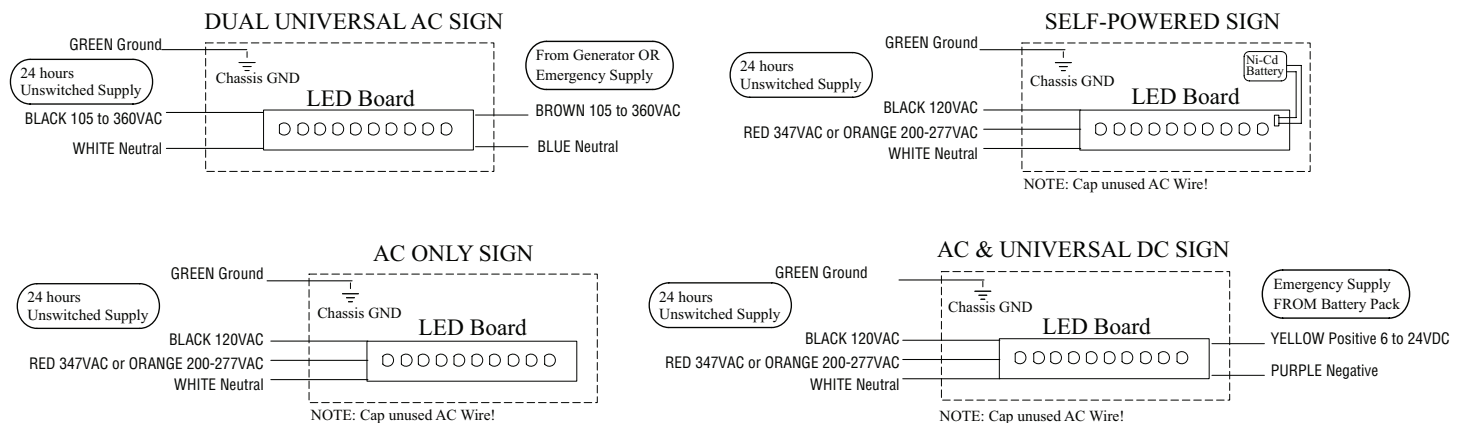 DUAL UNIVERSAL AC SIGN
GREEN Ground
24 hours
Unswitched Supply
Chassis GND
From Generator OR
Emergency Supply
LED Board
BLACK 105 to 360VAC
BROWN 105 to 360VAC
WHITE Neutral
BLUE Neutral
SELF-POWERED SIGN
GREEN Ground
24 hours
Unswitched Supply
Chassis GND
Ni-Cd
Battery
LED Board
BLACK 120VAC
RED 347VAC or ORANGE 200-277VAC
WHITE Neutral
NOTE: Cap unused AC Wire!
AC ONLY SIGN
GREEN Ground
24 hours
Unswitched Supply
Chassis GND
LED Board
BLACK 120VAC
RED 347VAC or ORANGE 200-277VAC
WHITE Neutral
NOTE: Cap unused AC Wire!
AC & UNIVERSAL DC SIGN
GREEN Ground
24 hours
Unswitched Supply
Chassis GND
Emergency Supply
FROM Battery Pack
LED Board
BLACK 120VAC
YELLOW Positive 6 to 24VDC
RED 347VAC or ORANGE 200-277VAC
PURPLE Negative
WHITE Neutral
NOTE: Cap unused AC Wire!